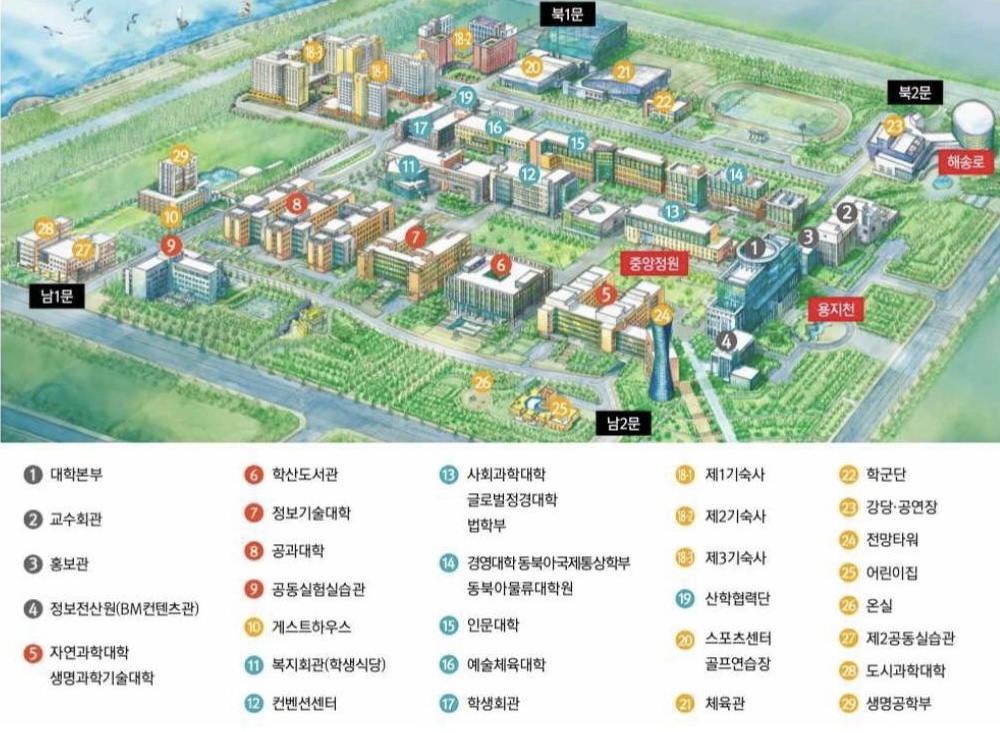 북1문
18-3
18-2
18-1
20
21
22
19
17
16
15
북2문
23
해송로
29
11
12
14
13
10
8
7
28
27
9
남1문
6
5
중앙정원
1
3
2
용지천
24
4
26
25
남2문
1 대학본부
2 교수회관
3 홍보관
4 정보전산원(BM컨텐츠관)
5 자연과학대학
생명과학기술대학
6 학산도서관
7 정보기술대학
8 공과대학
9 공동실험실습관
10 게스트하우스
11 복지회관(학생식당)
12 컨벤션센터
13 사회과학대학
글로벌정경대학
법학부
14 경영대학 동북아국제통상학부
동북아물류대학원
15 인문대학
16 예술체육대학
17 학생회관
18-1 제1기숙사
18-2 제2기숙사
18-3 제3기숙사
19 산학협력단
20 스포츠센터
골프연습장
21 체육관
22 학군단
23 강당·공연장
24 전망타워
25 어린이집
26 온실
27 제2공동실습관
28 도시과학대학
29 생명공학부